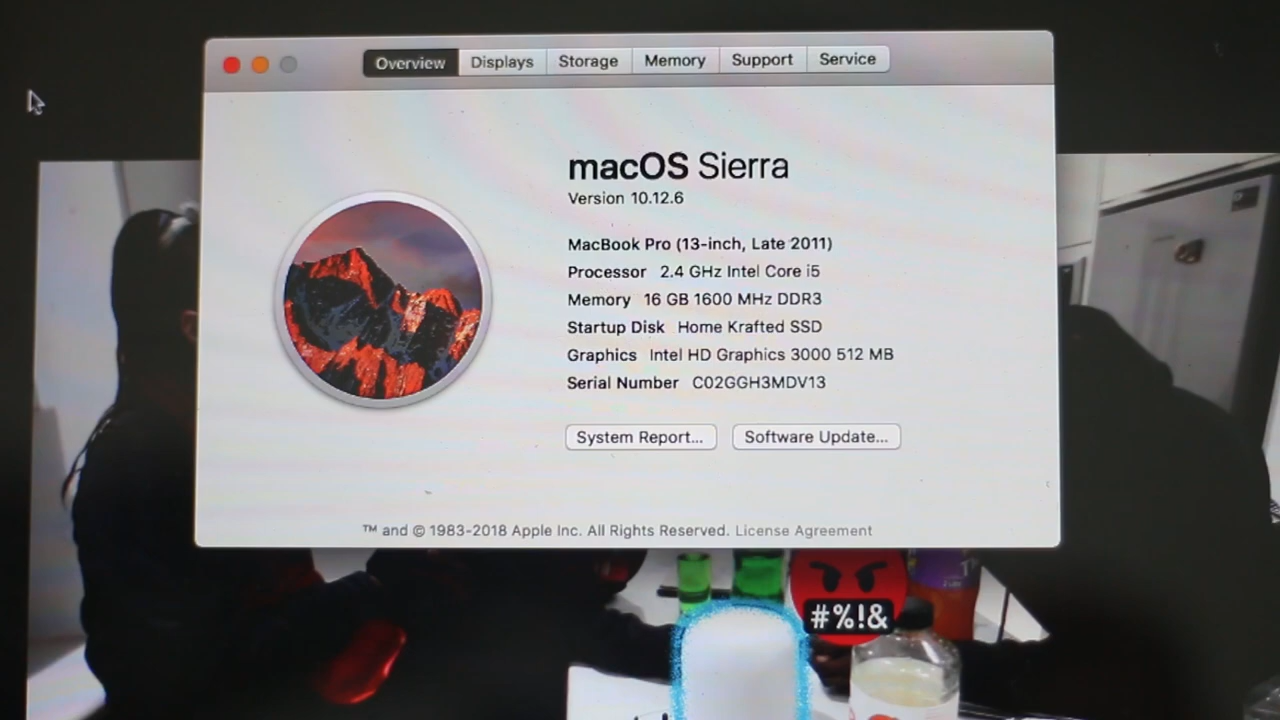 Overview Displays Storage Memory Support Service
macOS Sierra
Version 10.12.6
MacBook Pro (13-inch, Late 2011)
Processor 2.4 GHz Intel Core i5
Memory 16 GB 1600 MHz DDR3
Startup Disk Home Krafted SSD
Graphics Intel HD Graphics 3000 512 MB
Serial Number C02GGH3MDV13
System Report... Software Update...
™ and © 1983-2018 Apple Inc. All Rights Reserved. License Agreement
#%!&